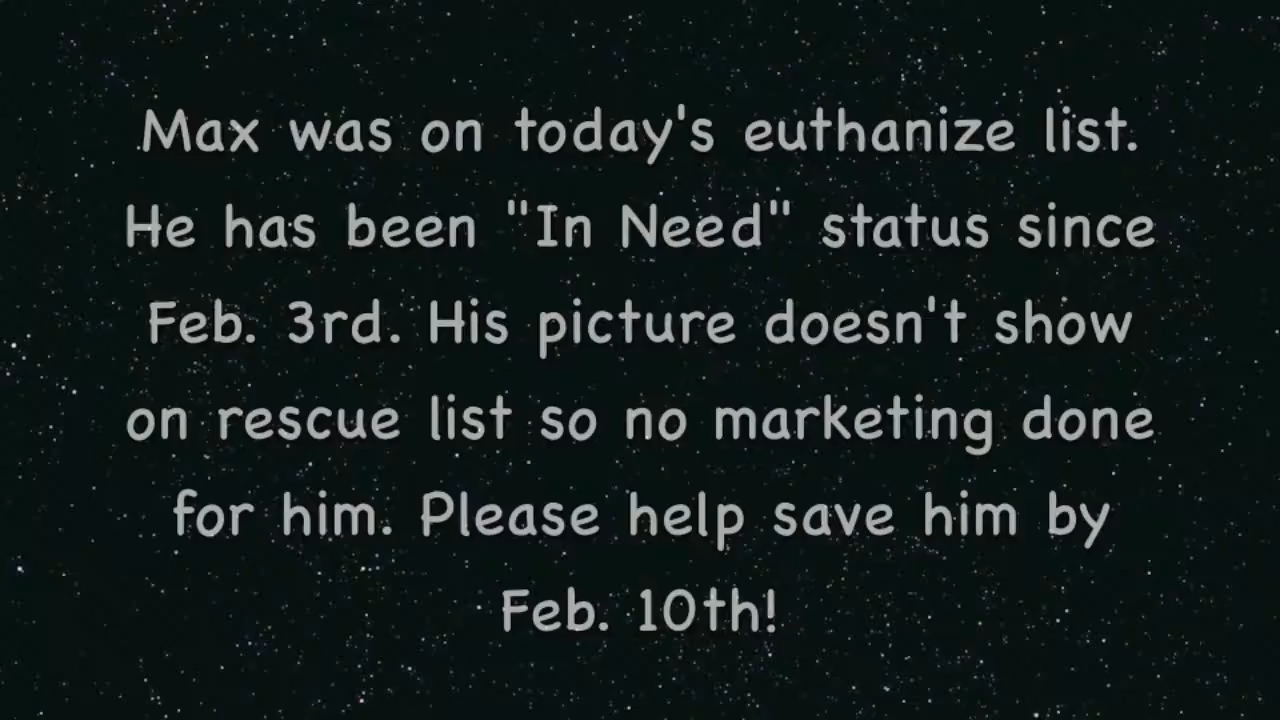 Max was on today's euthanize list.
He has been "In Need" status since
Feb. 3rd. His picture doesn't show
on rescue list so no marketing done
for him. Please help save him by
Feb. 10th!